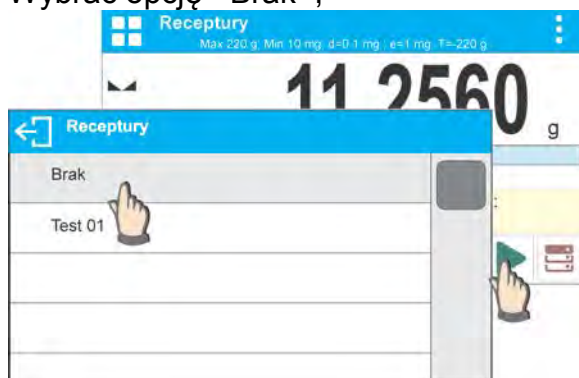 Wybrać opcję "Brak",
Receptury
Max 220 g; Min 10 mg; d=0.1 mg; e=1 mg; T=-220 g
11.2560
g
Receptury
Brak
Test 01
: